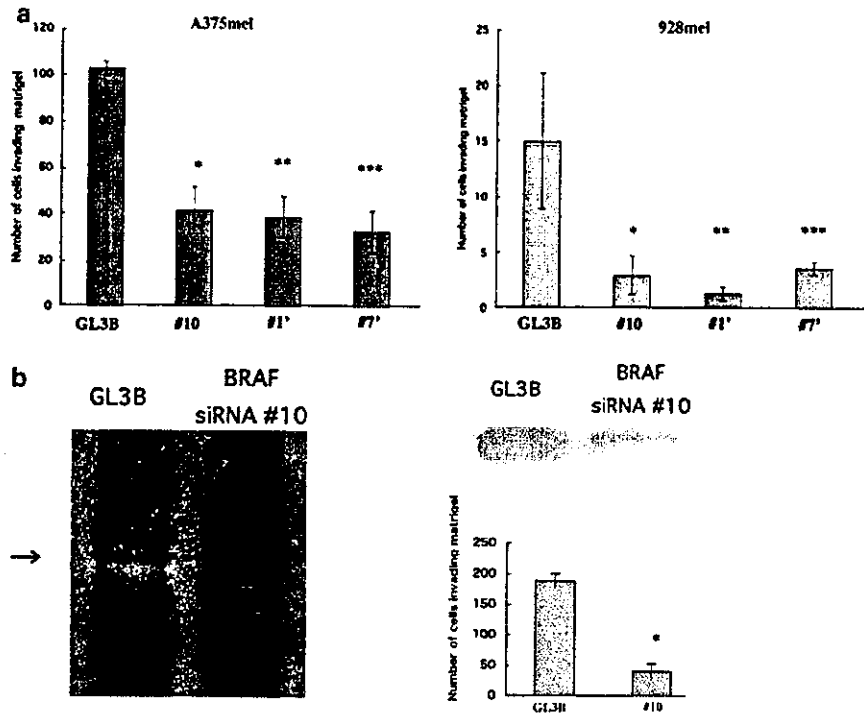 a
A375mel
Number of cells invading matrigel
120
100
80
60
40
20
0
*
**
***
GL3B
#10
#1'
#7'
928mel
Number of cells invading matrigel
25
20
15
10
5
0
*
**
***
GL3B
#10
#1'
#7'
b
GL3B
BRAF
siRNA #10
→
GL3B
BRAF
siRNA #10
Number of cells invading matrigel
250
200
150
100
50
0
*
GL3B
#10